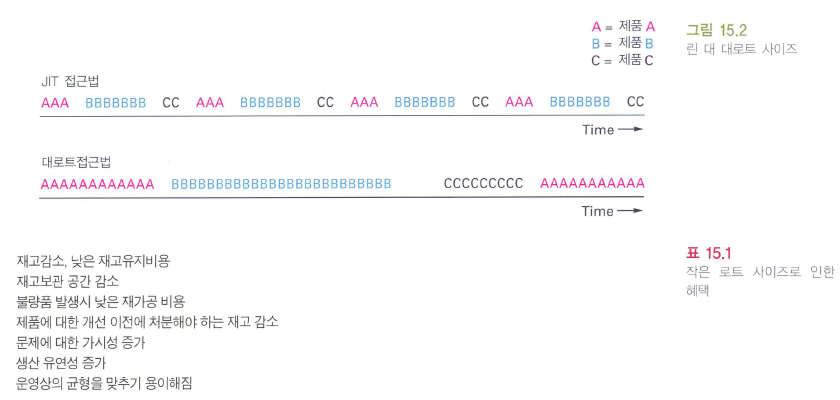 A = 제품 A
B = 제품 B
C = 제품 C
그림 15.2
린 대 대로트 사이즈
JIT 접근법
AAA BBBBBBB CC AAA BBBBBBB CC AAA BBBBBBB CC AAA BBBBBBB CC
Time
대로트접근법
AAAAAAAAAAAA BBBBBBBBBBBBBBBBBBBBBBBBB CCCCCCCCC AAAAAAAAAAA
Time
표 15.1
작은 로트 사이즈로 인한
혜택
재고감소, 낮은 재고유지비용
재고보관 공간 감소
불량품 발생시 낮은 재가공 비용
제품에 대한 개선 이전에 처분해야 하는 재고 감소
문제에 대한 가시성 증가
생산 유연성 증가
운영상의 균형을 맞추기 용이해짐